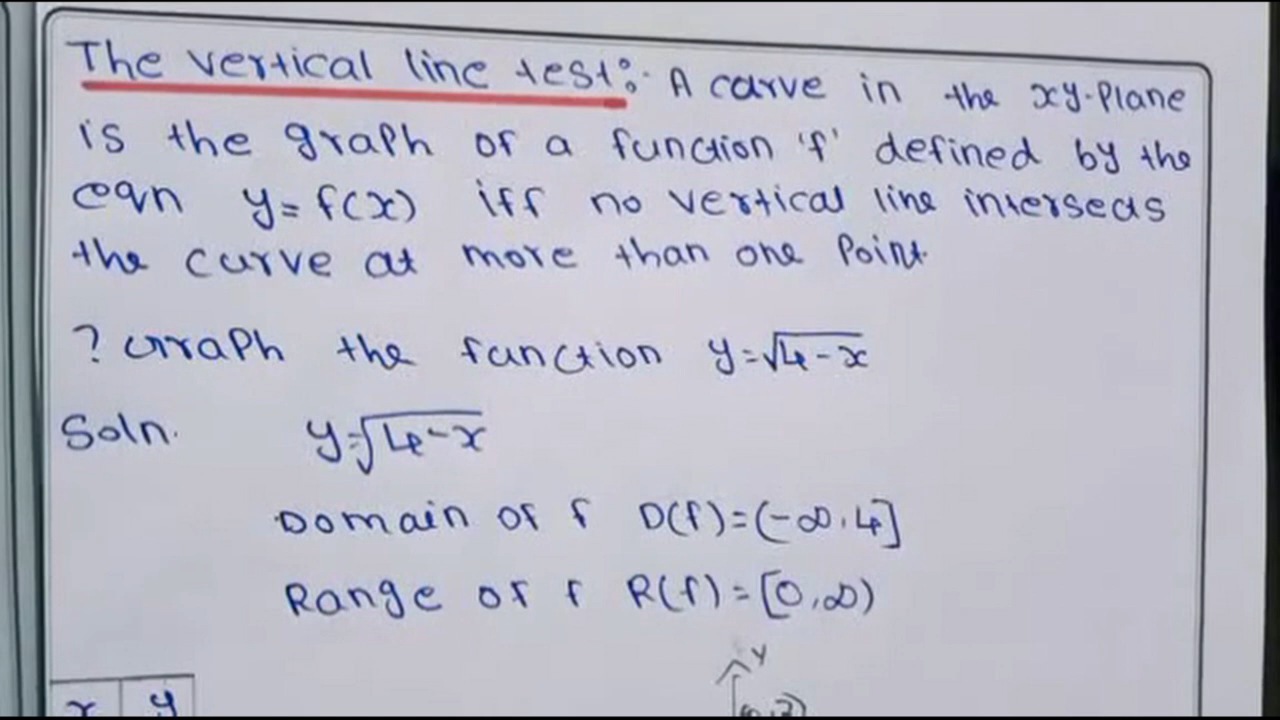 The vertical line test:- A carve in the xy-plane
is the graph of a function 'f' defined by the
eqn y=f(x) iff no vertical line intersects
the curve at more than one point.
? Graph the function y=√4-x
Soln. y=√4-x
Domain of f D(f)=(-∞,4]
Range of f R(f)=[0,∞)
y
x y